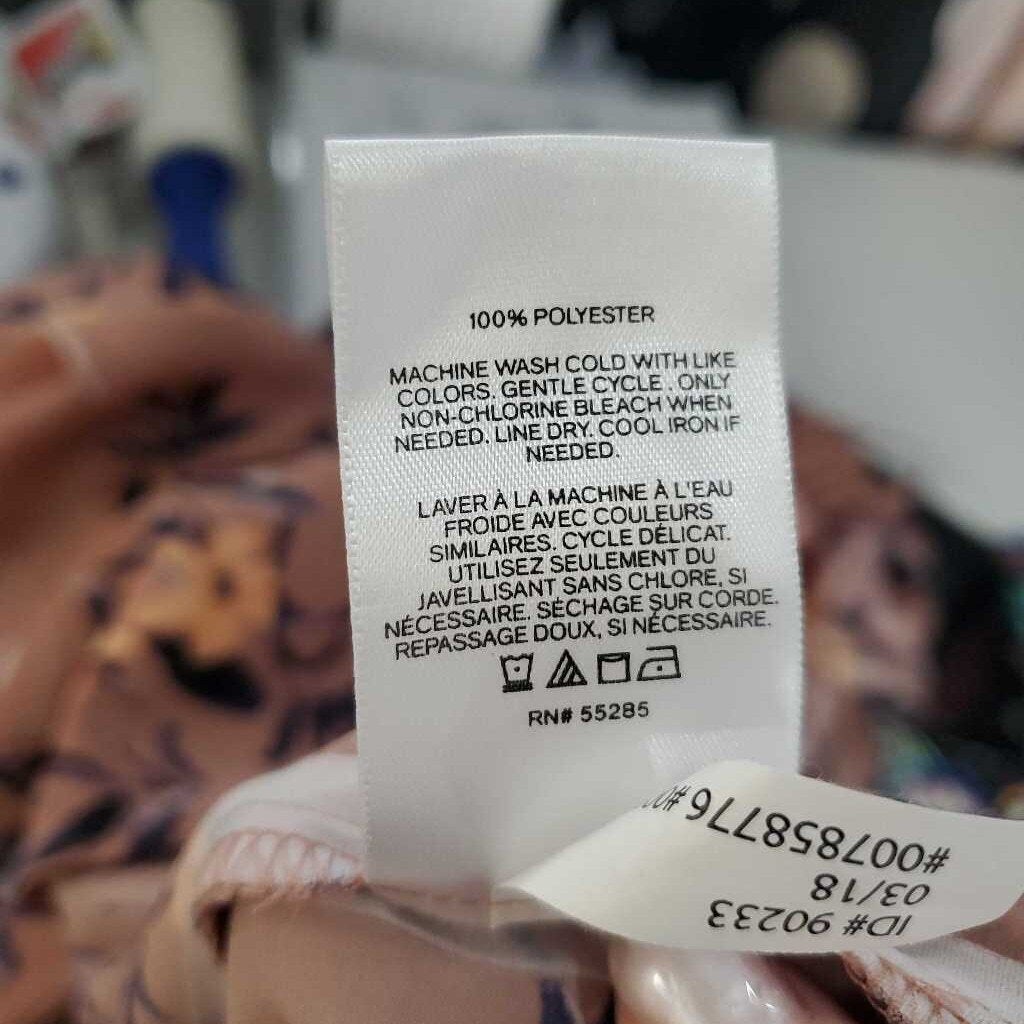 100% POLYESTER
MACHINE WASH COLD WITH LIKE
COLORS. GENTLE CYCLE . ONLY
NON-CHLORINE BLEACH WHEN
NEEDED. LINE DRY. COOL IRON IF
NEEDED.
LAVER À LA MACHINE À L'EAU
FROIDE AVEC COULEURS
SIMILAIRES. CYCLE DÉLICAT.
UTILISEZ SEULEMENT DU
JAVELLISANT SANS CHLORE, SI
NÉCESSAIRE. SÉCHAGE SUR CORDE.
REPASSAGE DOUX, SI NÉCESSAIRE.
RN# 55285
ID# 90233
03/18
#007858776